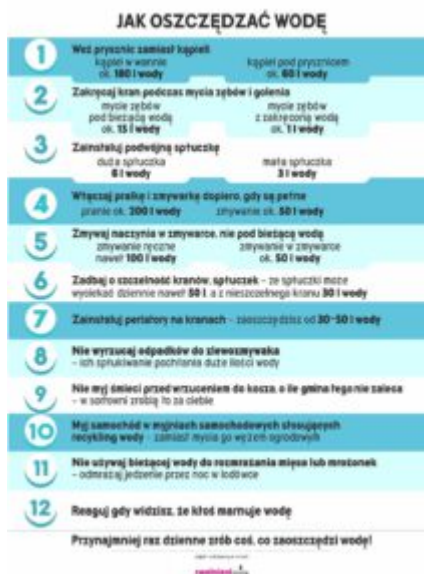 JAK OSZCZĘDZAĆ WODĘ
1
Weź prysznic zamiast kąpieli
kąpiel w wannie
ok. 180 l wody
kąpiel pod prysznicem
ok. 60 l wody
2
Zakręcaj kran podczas mycia zębów i golenia
mycie zębów
pod bieżącą wodą
ok. 15 l wody
mycie zębów
z zakręconą wodą
ok. 1 l wody
3
Zainstaluj podwójną spłuczkę
duża spłuczka
6 l wody
mała spłuczka
3 l wody
4
Włączaj pralkę i zmywarkę dopiero, gdy są pełne
pranie ok. 200 l wody
zmywanie ok. 50 l wody
5
Zmywaj naczynia w zmywarce, nie pod bieżącą wodą
zmywanie ręczne
nawet 100 l wody
zmywanie w zmywarce
ok. 50 l wody
6
Zadbaj o szczelność kranów, spłuczek - ze spłuczki może
wyciekać dziennie nawet 50 l, a z nieszczelnego kranu 30 l wody
7
Zainstaluj perlatory na kranach - zaoszczędzisz od 30-50 l wody
8
Nie wyrzucaj odpadków do zlewozmywaka
- ich spłukiwanie pochłania duże ilości wody
9
Nie myj śmieci przed wrzuceniem do kosza, o ile gmina tego nie zaleca
- w sortowni zrobią to za ciebie
10
Myj samochód w myjniach samochodowych stosujących
recykling wody - zamiast mycia go wężem ogrodowym
11
Nie używaj bieżącej wody do rozmrażania mięsa lub mrożonek
- odmrażaj jedzenie przez noc w lodówce
12
Reaguj gdy widzisz, że ktoś marnuje wodę
Przynajmniej raz dziennie zrób coś, co zaoszczędzi wodę!